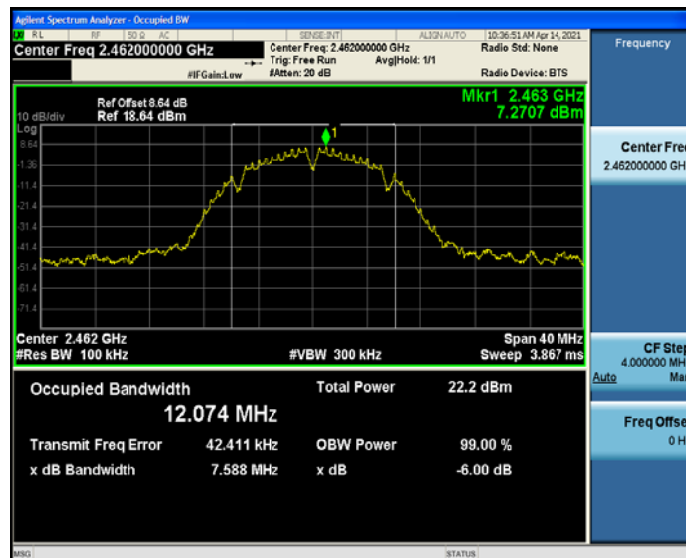 Agilent Spectrum Analyzer - Occupied BW
RL RF 50 Ω AC SENSE:INT ALIGN AUTO 10:36:51 AM Apr 14, 2021
Center Freq 2.462000000 GHz
Center Freq: 2.462000000 GHz
Radio Std: None
Trig: Free Run Avg|Hold: 1/1
#IFGain:Low #Atten: 20 dB Radio Device: BTS
Ref Offset 8.64 dB
10 dB/div Ref 18.64 dBm
Mkr1 2.463 GHz
7.2707 dBm
Log
1
8.64
-1.36
-11.4
-21.4
-31.4
-41.4
-51.4
-61.4
-71.4
Center 2.462 GHz Span 40 MHz
#Res BW 100 kHz #VBW 300 kHz Sweep 3.867 ms
Occupied Bandwidth Total Power 22.2 dBm
12.074 MHz
Transmit Freq Error 42.411 kHz OBW Power 99.00 %
x dB Bandwidth 7.588 MHz x dB -6.00 dB
Frequency
Center Fre
2.462000000 GH
CF Ste
4.000000 MH
Auto Ma
Freq Offse
0 H
MSG STATUS